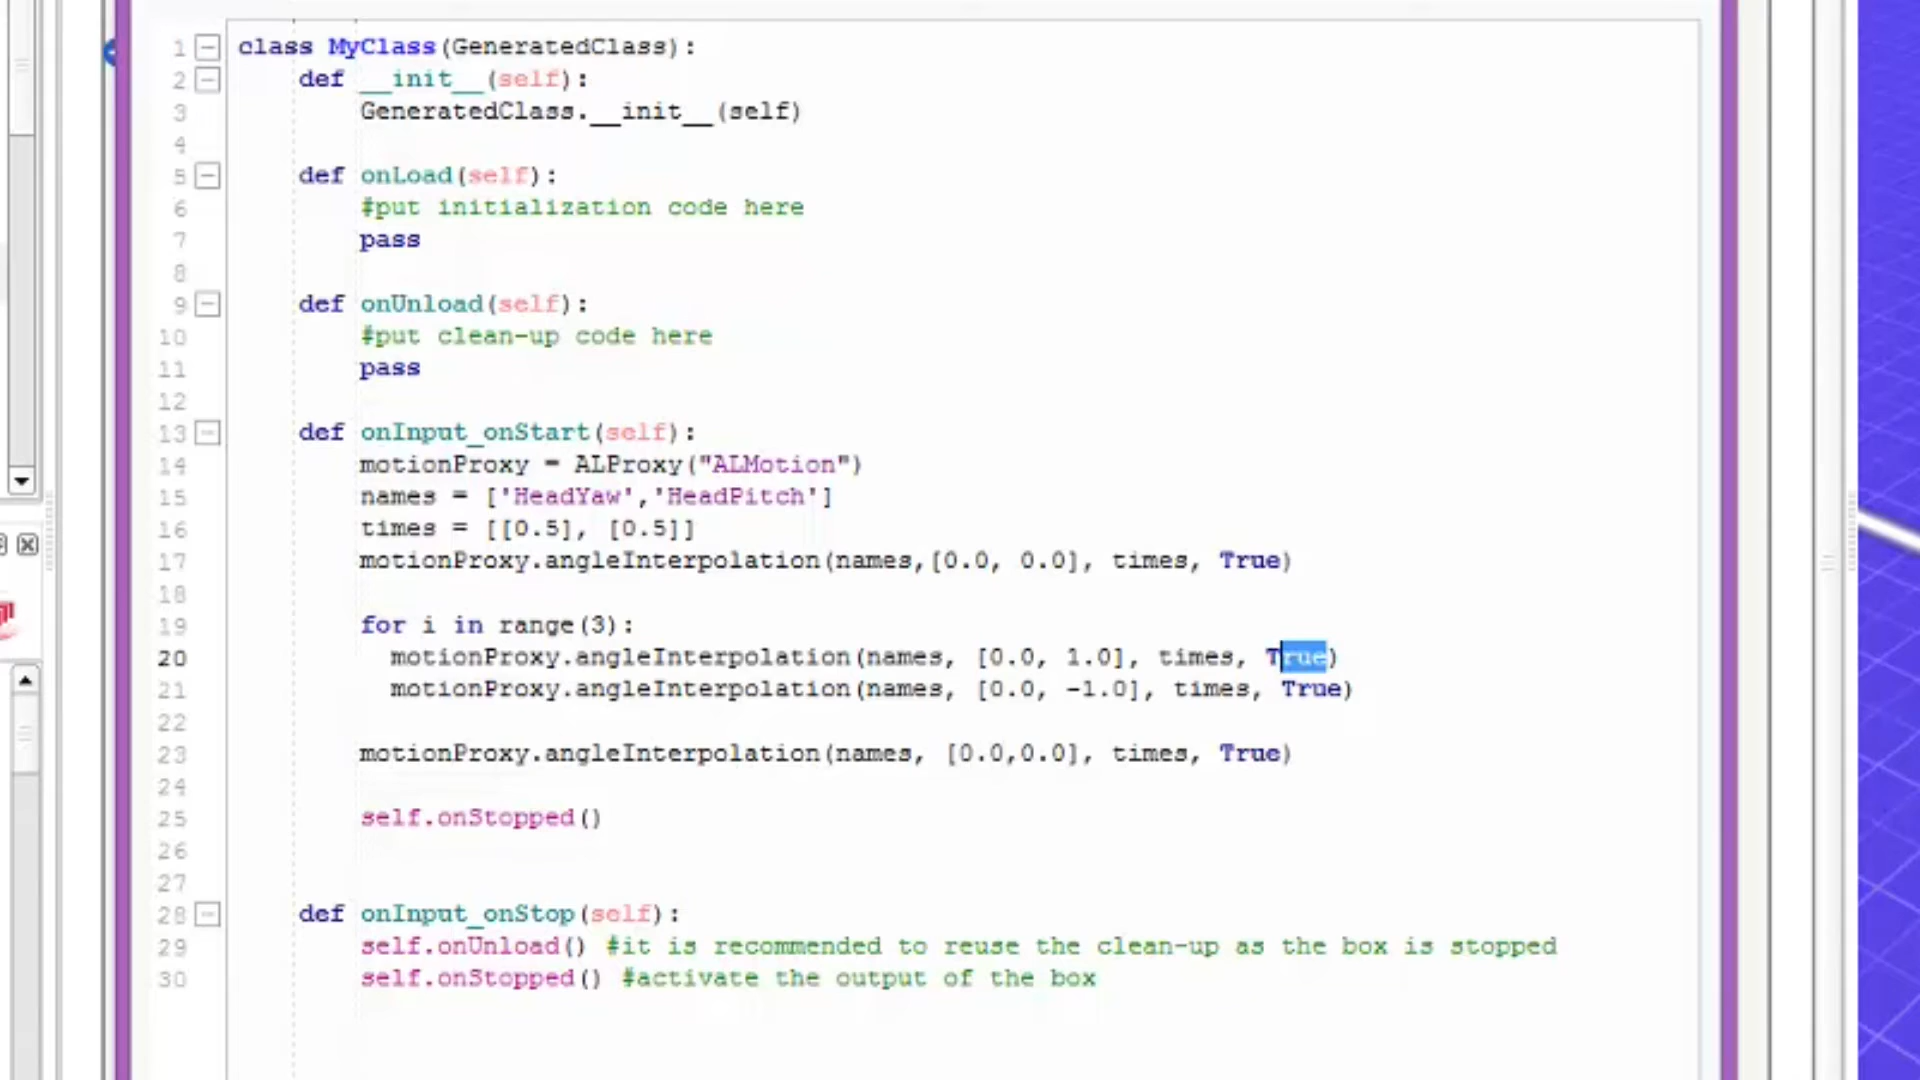 1 class MyClass(GeneratedClass):
2 def __init__(self):
3 GeneratedClass.__init__(self)
4
5 def onLoad(self):
6 #put initialization code here
7 pass
8
9 def onUnload(self):
10 #put clean-up code here
11 pass
12
13 def onInput_onStart(self):
14 motionProxy = ALProxy("ALMotion")
15 names = ['HeadYaw','HeadPitch']
16 times = [[0.5], [0.5]]
17 motionProxy.angleInterpolation(names,[0.0, 0.0], times, True)
18
19 for i in range(3):
20 motionProxy.angleInterpolation(names, [0.0, 1.0], times, True)
21 motionProxy.angleInterpolation(names, [0.0, -1.0], times, True)
22
23 motionProxy.angleInterpolation(names, [0.0,0.0], times, True)
24
25 self.onStopped()
26
27
28 def onInput_onStop(self):
29 self.onUnload() #it is recommended to reuse the clean-up as the box is stopped
30 self.onStopped() #activate the output of the box